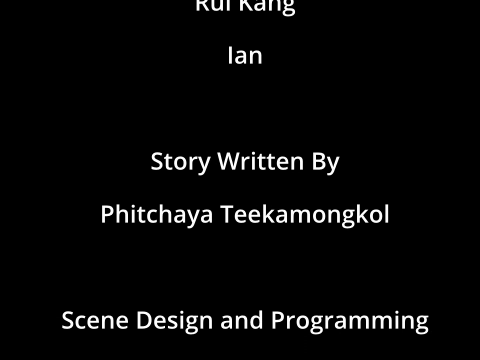 Rui Kang
Ian
Story Written By
Phitchaya Teekamongkol
Scene Design and Programming